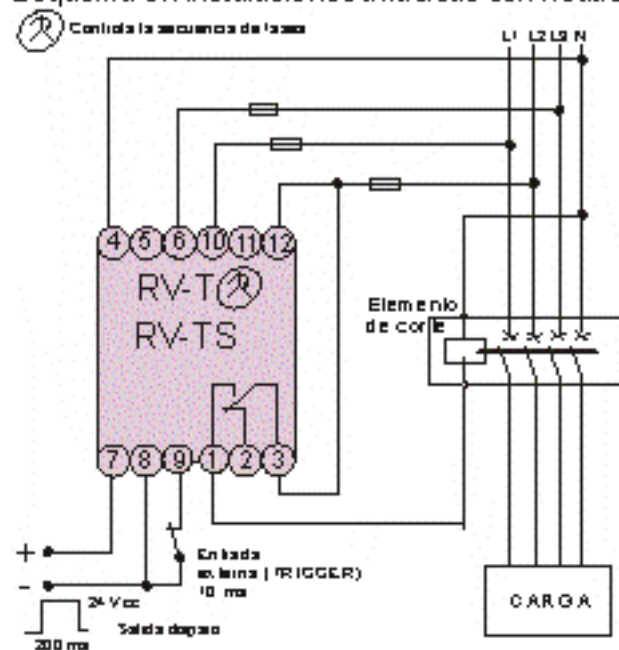 Controla la secuencia de fases
L1 L2 L3 N
4 5 6 10 11 12
RV-T
RV-TS
Elemento
de corte
7 8 9 1 2 3
+
Entrada
externa (TRIGGER)
10 ms
-
24 Vcc
Salida disparo
200 ms
CARGA